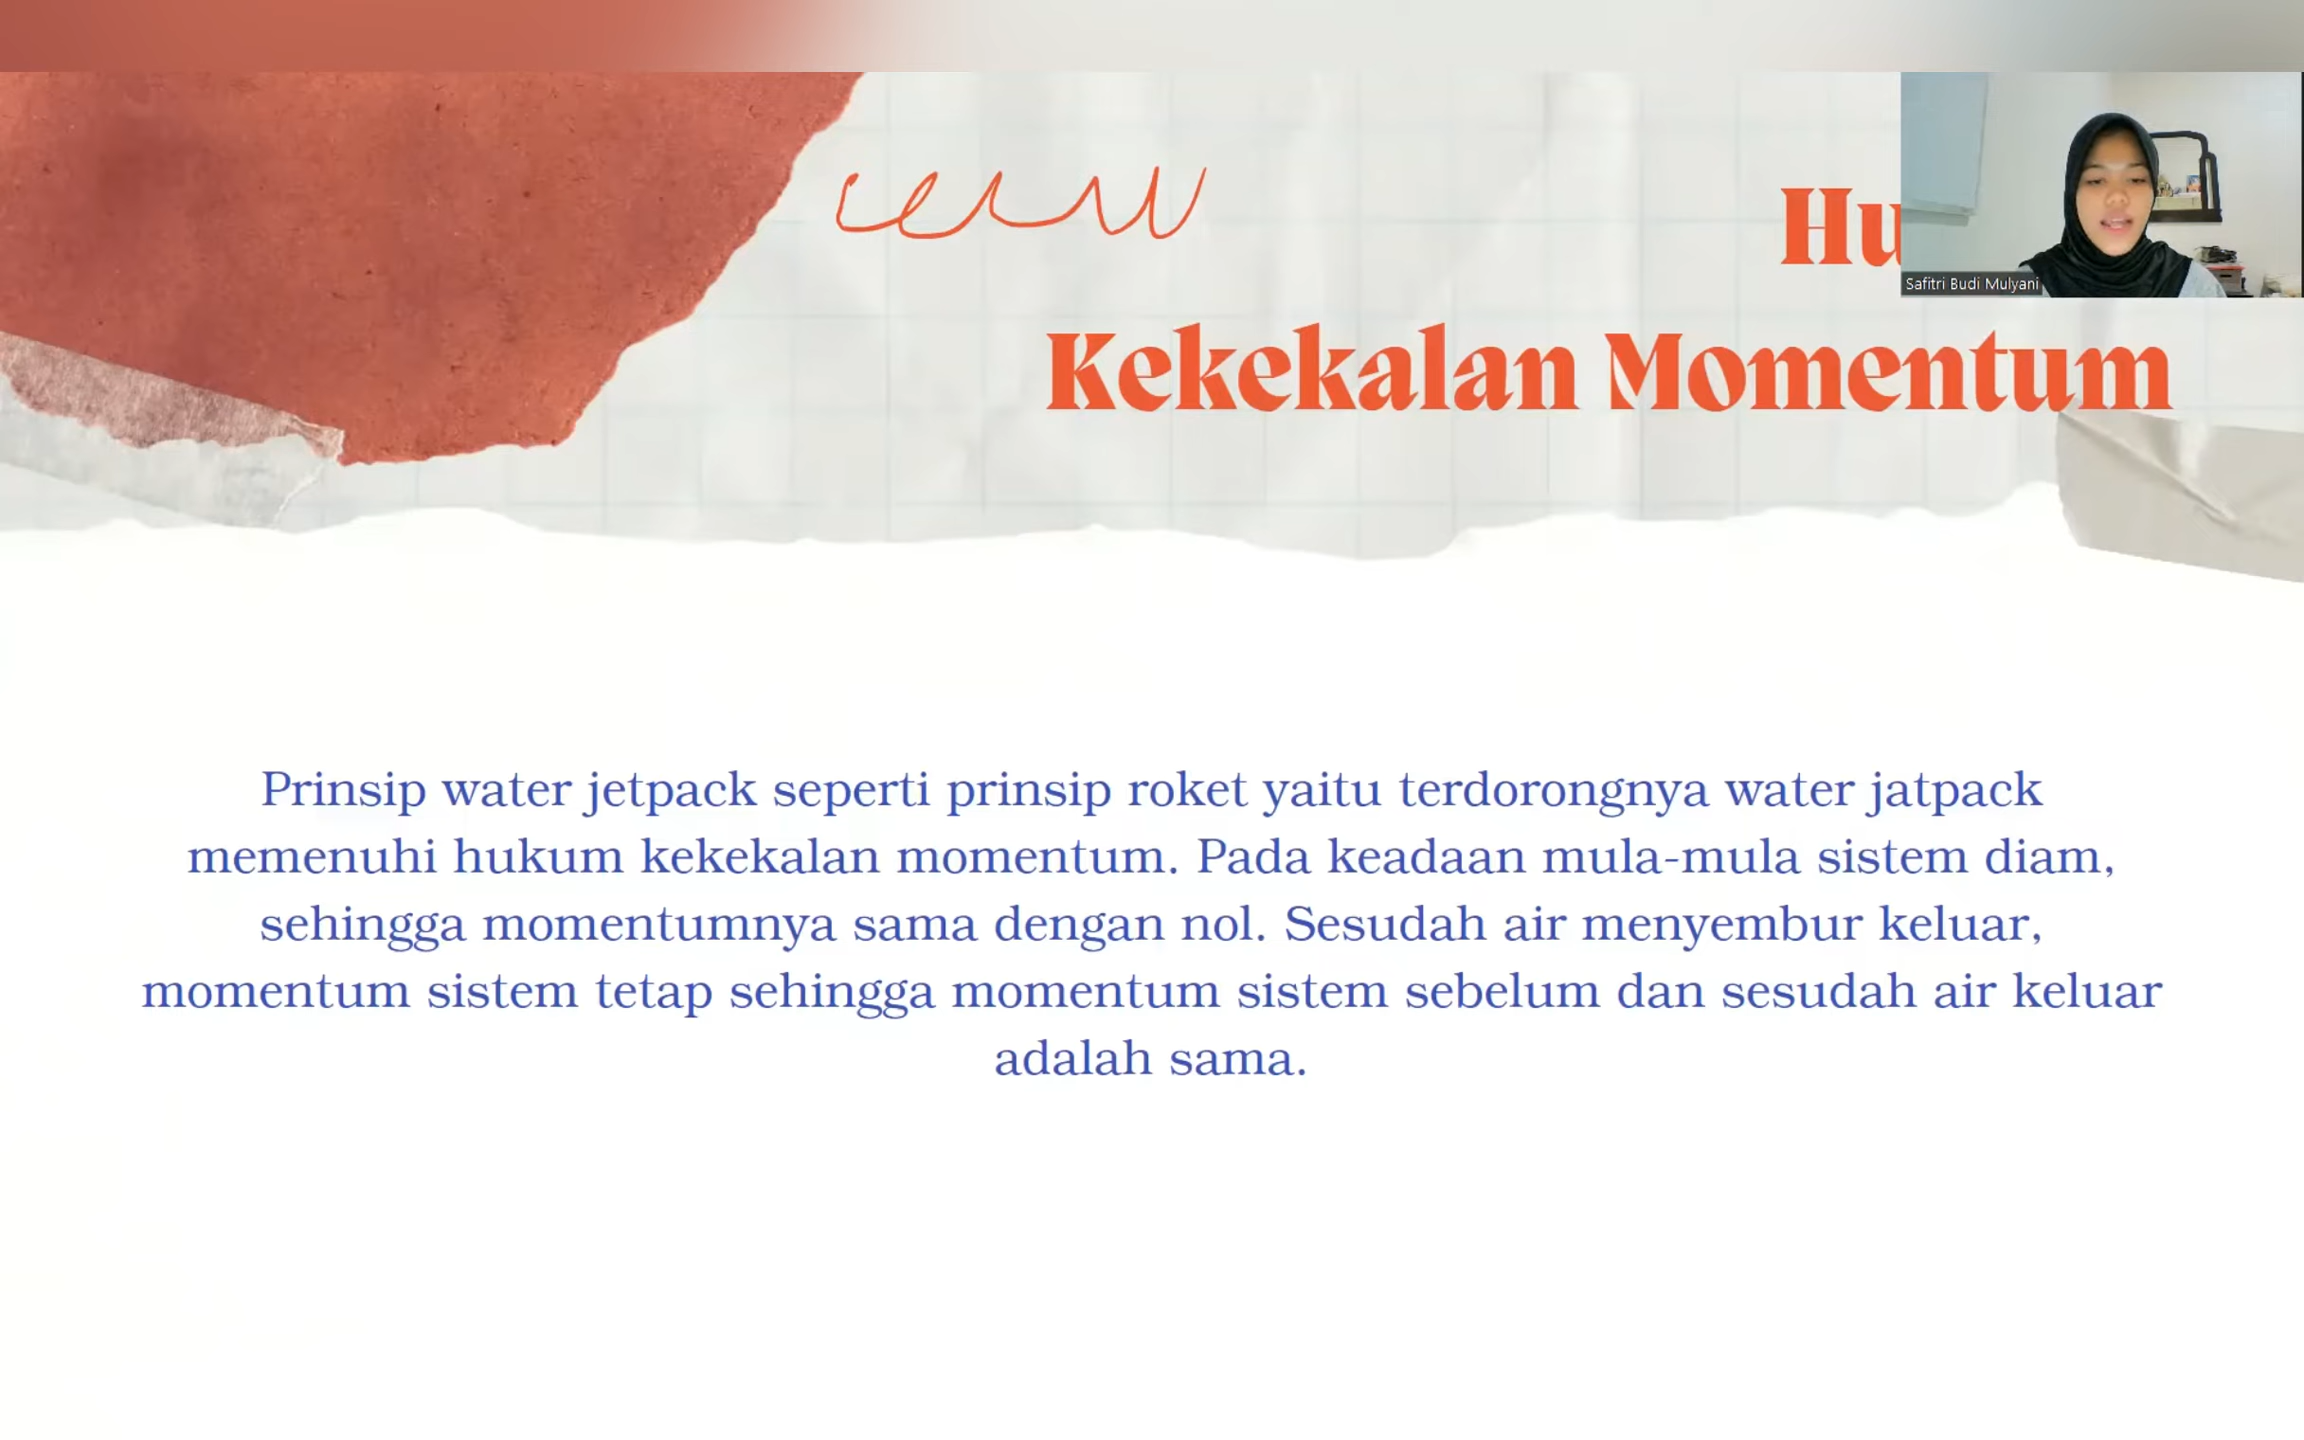 Kekekalan Momentum
Safitri Budi Mulyani
Prinsip water jetpack seperti prinsip roket yaitu terdorongnya water jatpack
memenuhi hukum kekekalan momentum. Pada keadaan mula-mula sistem diam,
sehingga momentumnya sama dengan nol. Sesudah air menyembur keluar,
momentum sistem tetap sehingga momentum sistem sebelum dan sesudah air keluar
adalah sama.